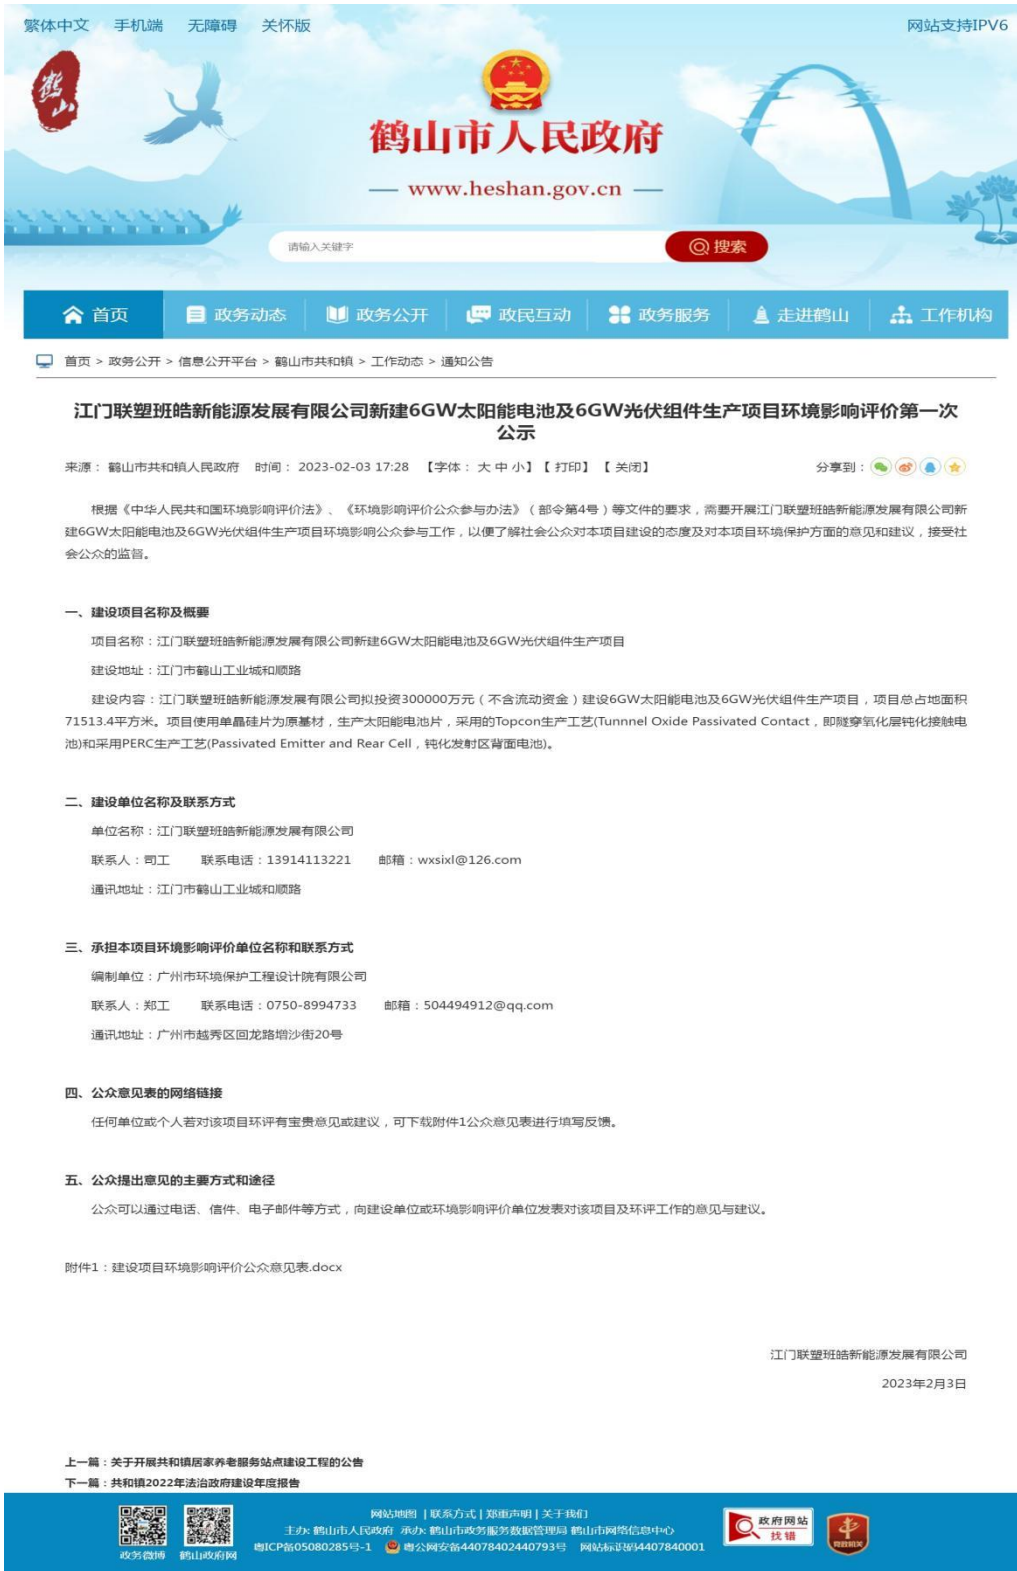 繁体中文 手机端 无障碍 关怀版 网站支持IPV6
鹤山
鹤山市人民政府
www.heshan.gov.cn
请输入关键字 搜索
首页 政务动态 政务公开 政民互动 政务服务 走进鹤山 工作机构
首页 > 政务公开 > 信息公开平台 > 鹤山市共和镇 > 工作动态 > 通知公告
江门联塑班皓新能源发展有限公司新建6GW太阳能电池及6GW光伏组件生产项目环境影响评价第一次
公示
来源： 鹤山市共和镇人民政府 时间： 2023-02-03 17:28 【字体： 大 中 小】【 打印】 【 关闭】 分享到：
根据《中华人民共和国环境影响评价法》、《环境影响评价公众参与办法》（部令第4号）等文件的要求，需要开展江门联塑班皓新能源发展有限公司新
建6GW太阳能电池及6GW光伏组件生产项目环境影响公众参与工作，以便了解社会公众对本项目建设的态度及对本项目环境保护方面的意见和建议，接受社
会公众的监督。
一、建设项目名称及概要
项目名称：江门联塑班皓新能源发展有限公司新建6GW太阳能电池及6GW光伏组件生产项目
建设地址：江门市鹤山工业城和顺路
建设内容：江门联塑班皓新能源发展有限公司拟投资300000万元（不含流动资金）建设6GW太阳能电池及6GW光伏组件生产项目，项目总占地面积
71513.4平方米。项目使用单晶硅片为原基材，生产太阳能电池片，采用的Topcon生产工艺(Tunnnel Oxide Passivated Contact，即隧穿氧化层钝化接触电
池)和采用PERC生产工艺(Passivated Emitter and Rear Cell，钝化发射区背面电池)。
二、建设单位名称及联系方式
单位名称：江门联塑班皓新能源发展有限公司
联系人：司工 联系电话：13914113221 邮箱：wxsixl@126.com
通讯地址：江门市鹤山工业城和顺路
三、承担本项目环境影响评价单位名称和联系方式
编制单位：广州市环境保护工程设计院有限公司
联系人：郑工 联系电话：0750-8994733 邮箱：504494912@qq.com
通讯地址：广州市越秀区回龙路增沙街20号
四、公众意见表的网络链接
任何单位或个人若对该项目环评有宝贵意见或建议，可下载附件1公众意见表进行填写反馈。
五、公众提出意见的主要方式和途径
公众可以通过电话、信件、电子邮件等方式，向建设单位或环境影响评价单位发表对该项目及环评工作的意见与建议。
附件1：建设项目环境影响评价公众意见表.docx
江门联塑班皓新能源发展有限公司
2023年2月3日
上一篇：关于开展共和镇居家养老服务站点建设工程的公告
下一篇：共和镇2022年法治政府建设年度报告
网站地图 | 联系方式 | 郑重声明 | 关于我们
主办: 鹤山市人民政府 承办: 鹤山市政务服务数据管理局 鹤山市网络信息中心
粤ICP备05080285号-1 粤公网安备44078402440793号 网站标识码4407840001
政务微博 鹤山政府网
政府网站
找错
党政机关